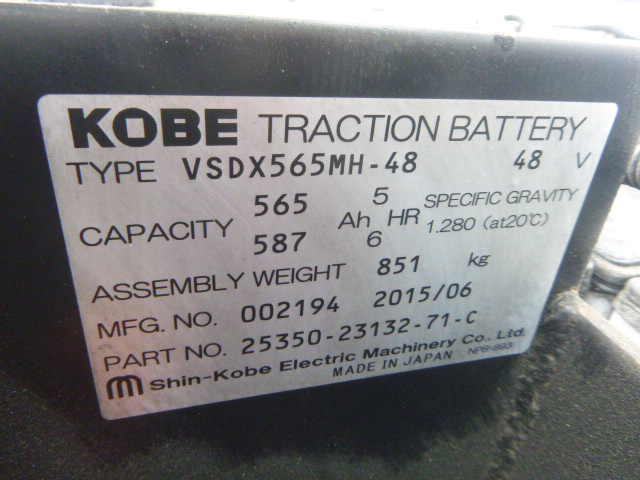 KOBE TRACTION BATTERY
TYPE VSDX565MH-48 48 V
CAPACITY 565 Ah 5 HR SPECIFIC GRAVITY
587 6 1.280 (at20℃)
ASSEMBLY WEIGHT 851 kg
MFG. NO. 002194 2015/06
PART NO. 25350-23132-71-C
Shin-Kobe Electric Machinery Co., Ltd.
MADE IN JAPAN NPB-693